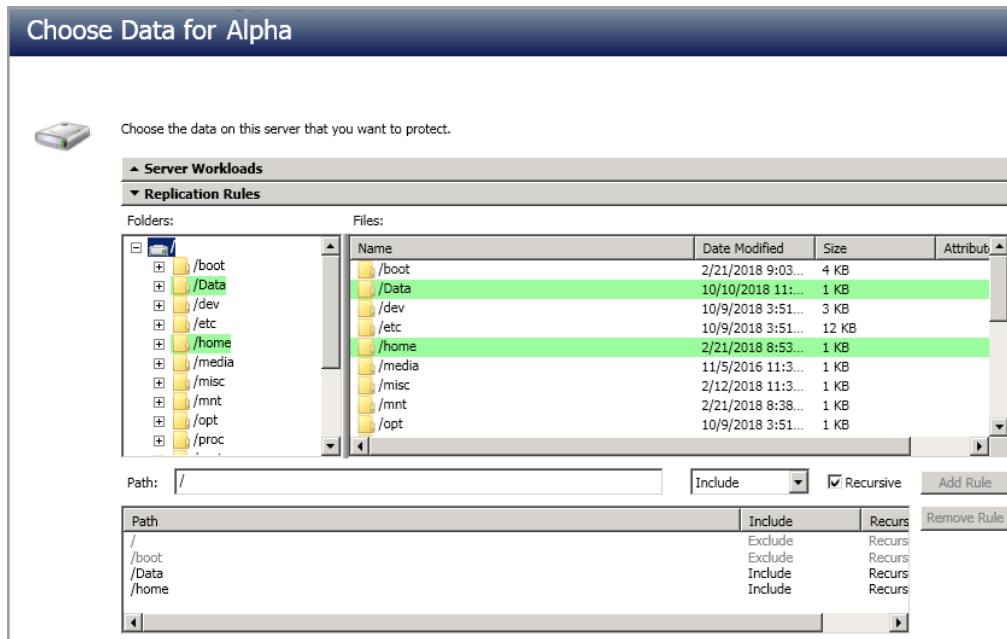 Choose Data for Alpha
Choose the data on this server that you want to protect.
Server Workloads
Replication Rules
Folders: Files:
/
/boot
/Data
/dev
/etc
/home
/media
/misc
/mnt
/opt
/proc
Name Date Modified Size Attribut
/boot 2/21/2018 9:03... 4 KB
/Data 10/10/2018 11:... 1 KB
/dev 10/9/2018 3:51... 3 KB
/etc 10/9/2018 3:51... 12 KB
/home 2/21/2018 8:53... 1 KB
/media 11/5/2016 11:3... 1 KB
/misc 2/12/2018 11:3... 1 KB
/mnt 2/21/2018 8:38... 1 KB
/opt 10/9/2018 3:51... 1 KB
Path: / Include Recursive Add Rule
Remove Rule
Path Include Recurs
/ Exclude Recurs
/boot Exclude Recurs
/Data Include Recurs
/home Include Recurs